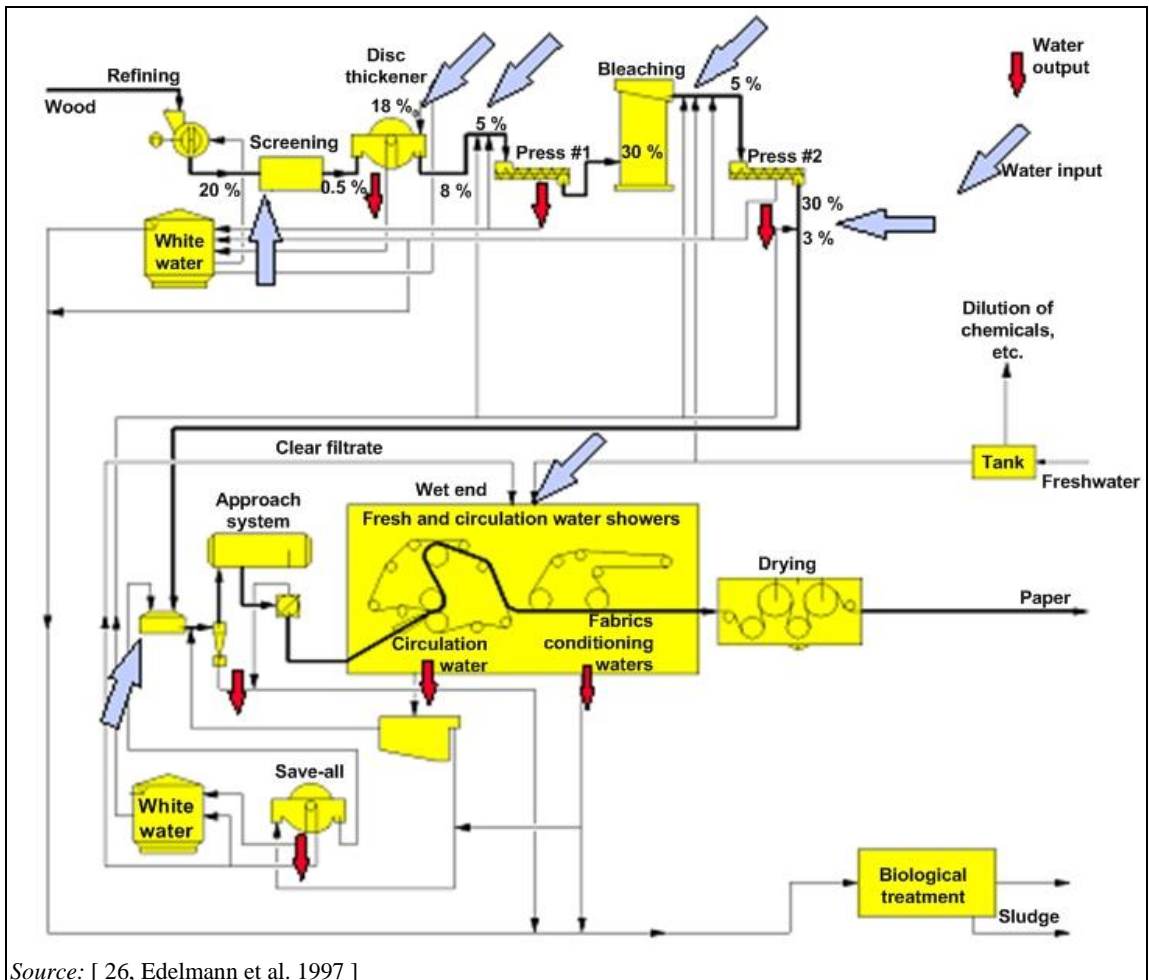 Refining
Wood
Disc
thickener
18 %
Screening
20 %
0.5 %
8 %
5 %
Press #1
Bleaching
30 %
5 %
Press #2
30 %
3 %
Water
output
Water input
White
water
Dilution of
chemicals,
etc.
Tank
Freshwater
Clear filtrate
Wet end
Approach
system
Fresh and circulation water showers
Circulation
water
Fabrics
conditioning
waters
Drying
Paper
Save-all
White
water
Biological
treatment
Sludge
Source: [ 26, Edelmann et al. 1997 ]